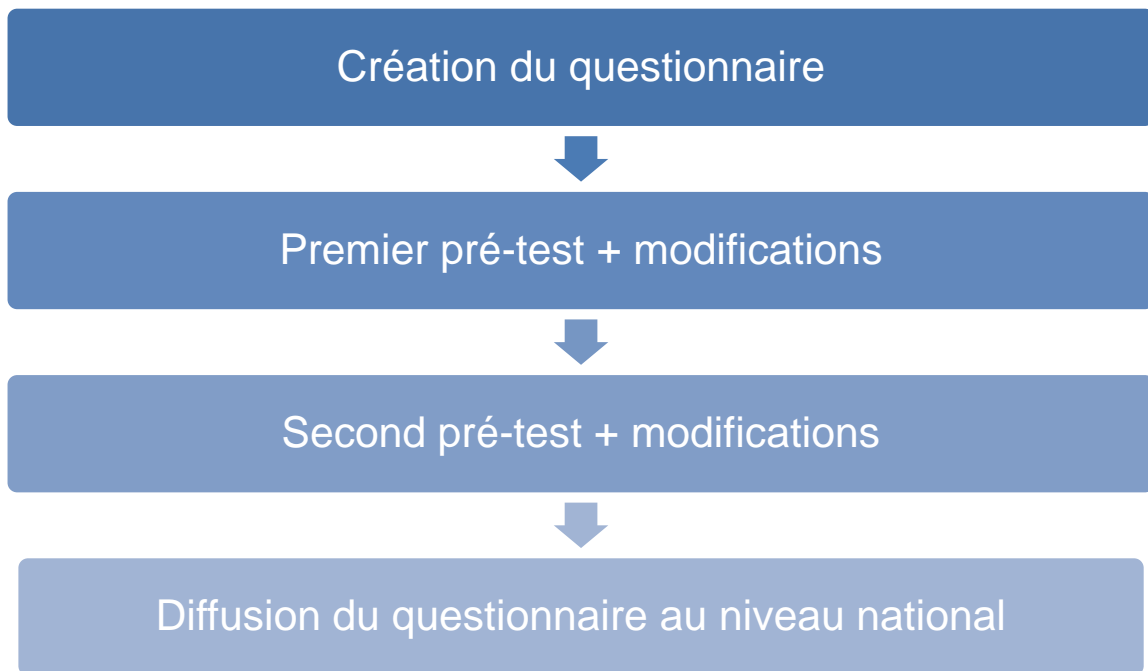 Création du questionnaire
Premier pré-test + modifications
Second pré-test + modifications
Diffusion du questionnaire au niveau national